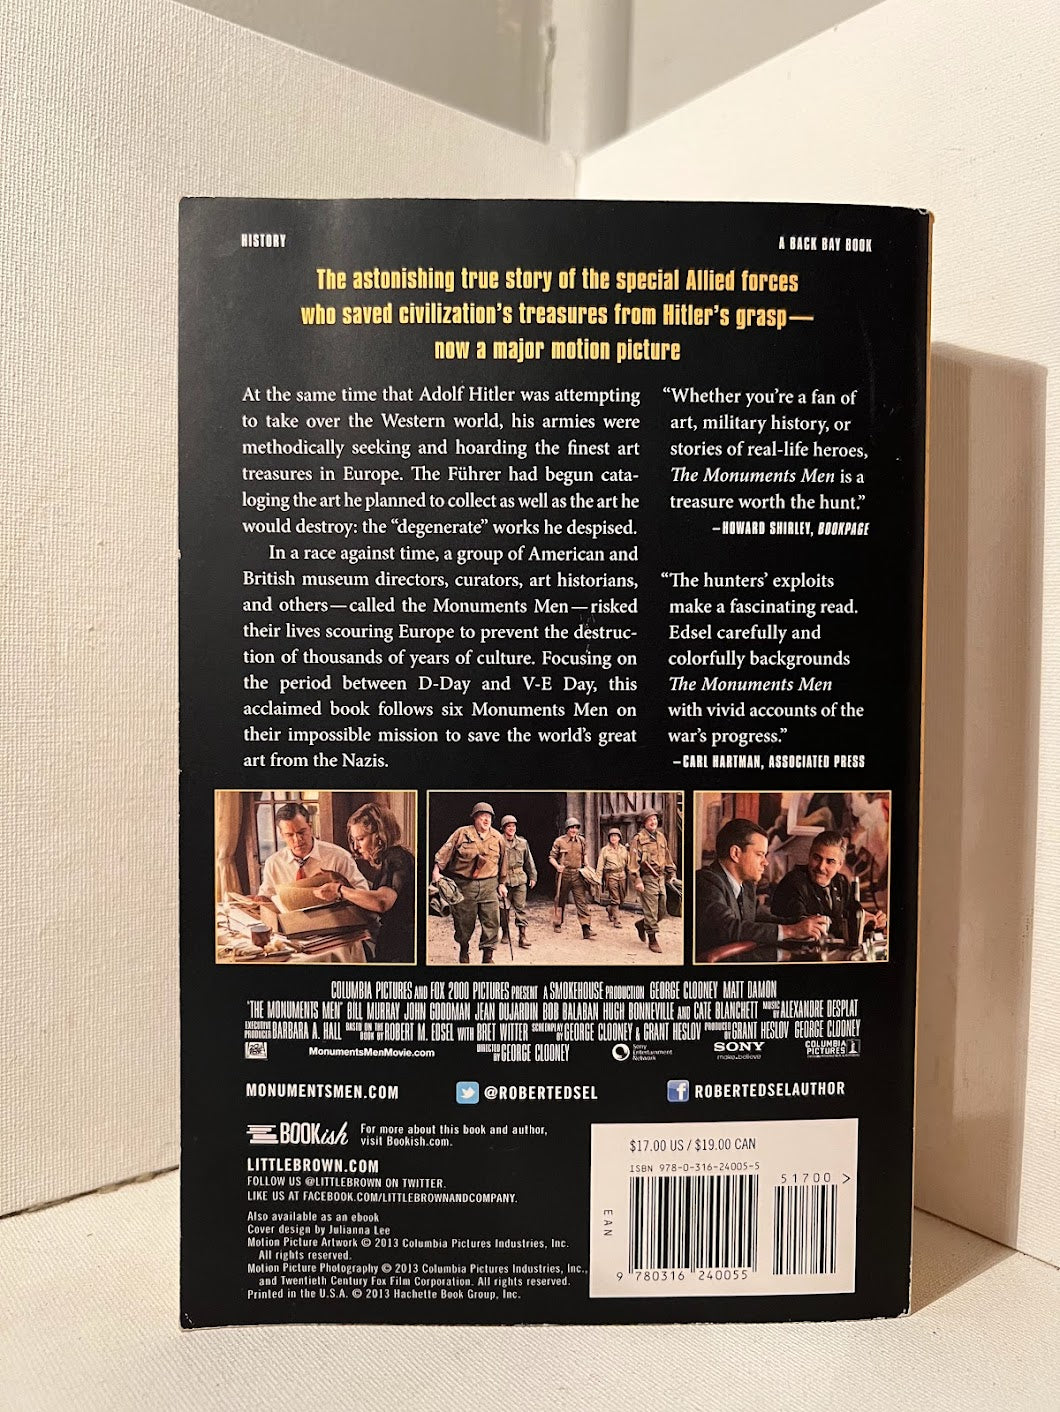 HISTORY
A BACK BAY BOOK
The astonishing true story of the special Allied forces
who saved civilization's treasures from Hitler's grasp—
now a major motion picture
At the same time that Adolf Hitler was attempting
to take over the Western world, his armies were
methodically seeking and hoarding the finest art
treasures in Europe. The Führer had begun cata-
loging the art he planned to collect as well as the art he
would destroy: the "degenerate" works he despised.
In a race against time, a group of American and
British museum directors, curators, art historians,
and others—called the Monuments Men—risked
their lives scouring Europe to prevent the destruc-
tion of thousands of years of culture. Focusing on
the period between D-Day and V-E Day, this
acclaimed book follows six Monuments Men on
their impossible mission to save the world's great
art from the Nazis.
"Whether you're a fan of
art, military history, or
stories of real-life heroes,
The Monuments Men is a
treasure worth the hunt."
—HOWARD SHIRLEY, BOOKPAGE
"The hunters' exploits
make a fascinating read.
Edsel carefully and
colorfully backgrounds
The Monuments Men
with vivid accounts of the
war's progress."
—CARL HARTMAN, ASSOCIATED PRESS
COLUMBIA PICTURES AND FOX 2000 PICTURES PRESENT A SMOKEHOUSE PRODUCTION GEORGE CLOONEY MATT DAMON
"THE MONUMENTS MEN" BILL MURRAY JOHN GOODMAN JEAN DUJARDIN BOB BALABAN HUGH BONNEVILLE AND CATE BLANCHETT MUSIC BY ALEXANDRE DESPLAT
EXECUTIVE PRODUCER BARBARA A. HALL BASED ON THE BOOK BY ROBERT M. EDSEL WITH BRET WITTER SCREENPLAY BY GEORGE CLOONEY & GRANT HESLOV PRODUCED BY GRANT HESLOV GEORGE CLOONEY
MonumentsMenMovie.com
DIRECTED BY GEORGE CLOONEY
Sony Entertainment Network
SONY
make.believe
COLUMBIA PICTURES
MONUMENTSMEN.COM
@ROBERTEDSEL
f ROBERTEDSELAUTHOR
BOOKish
For more about this book and author,
visit Bookish.com.
LITTLEBROWN.COM
FOLLOW US @LITTLEBROWN ON TWITTER.
LIKE US AT FACEBOOK.COM/LITTLEBROWNANDCOMPANY.
Also available as an ebook
Cover design by Julianna Lee
Motion Picture Artwork © 2013 Columbia Pictures Industries, Inc.
All rights reserved.
Motion Picture Photography © 2013 Columbia Pictures Industries, Inc.,
and Twentieth Century Fox Film Corporation. All rights reserved.
Printed in the U.S.A. © 2013 Hachette Book Group, Inc.
$17.00 US / $19.00 CAN
ISBN 978-0-316-24005-5
51700 >
EAN
9 780316 240055